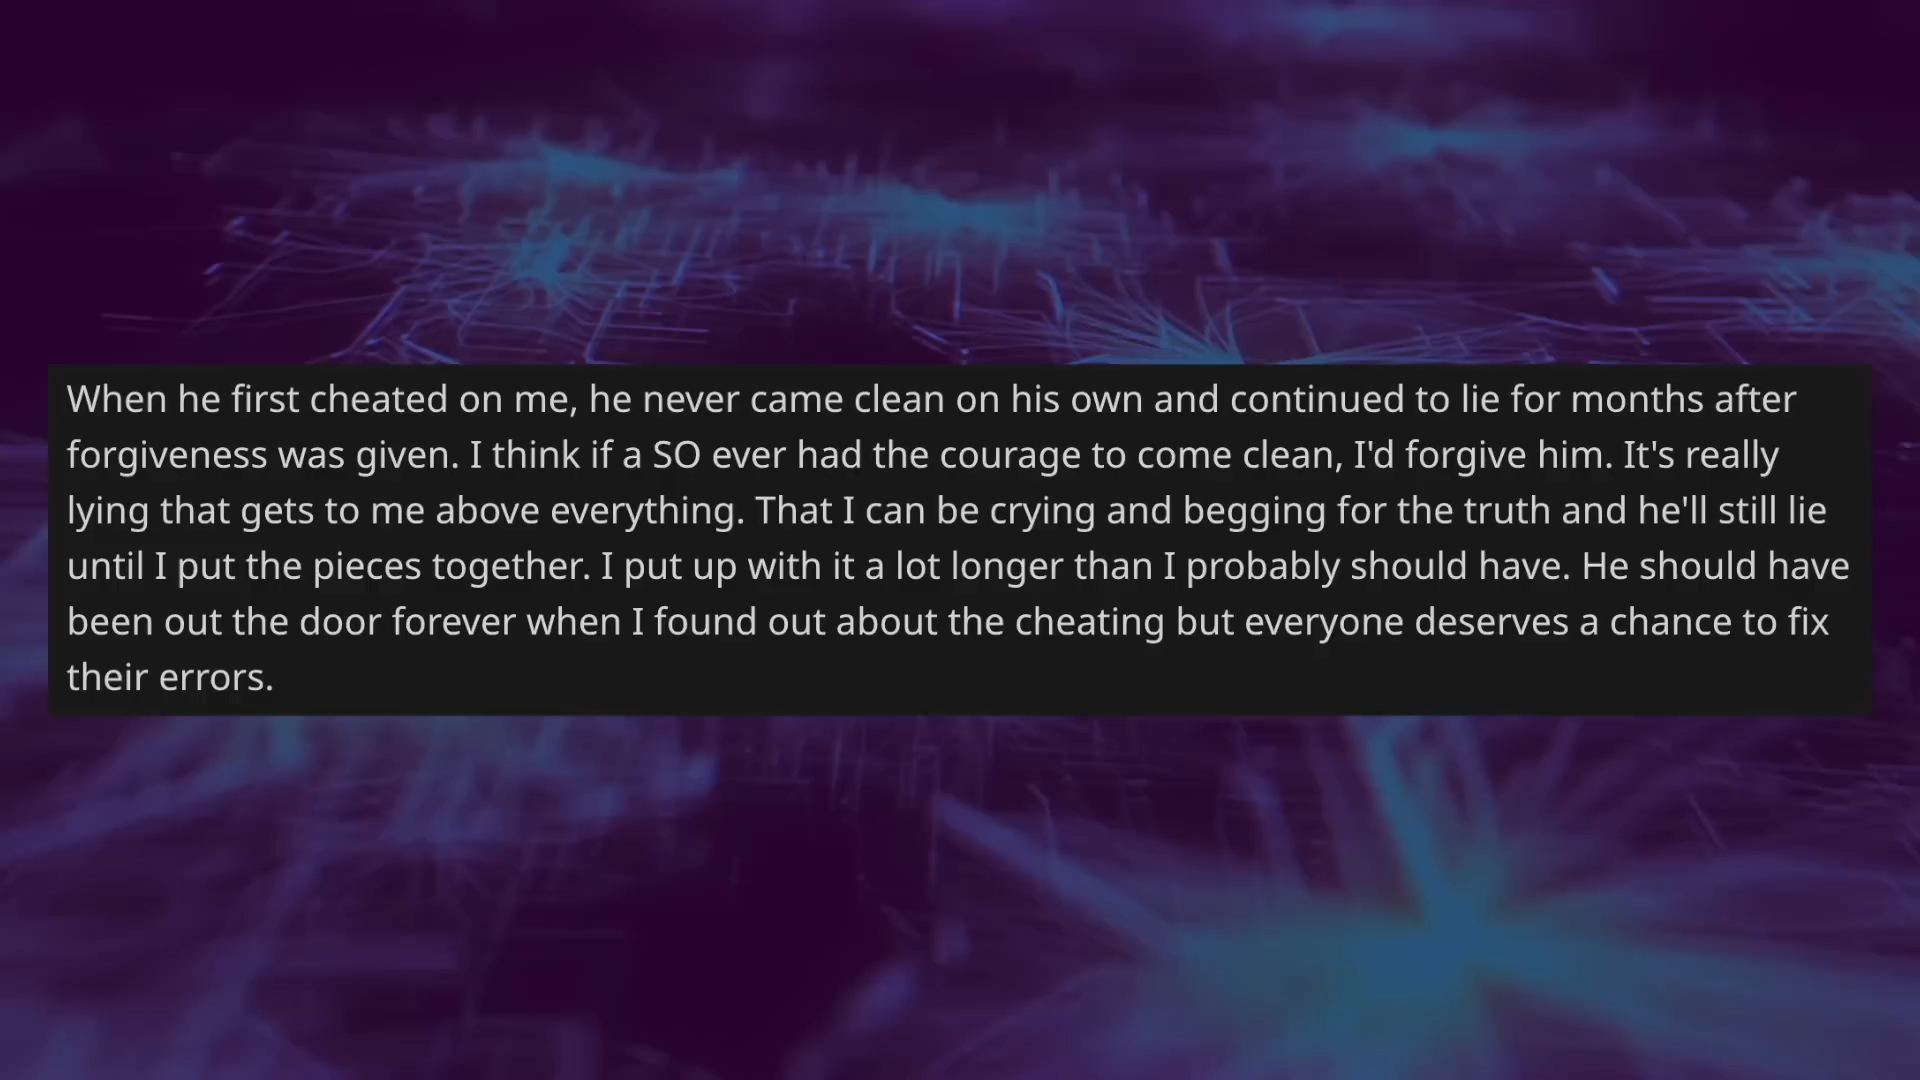 When he first cheated on me, he never came clean on his own and continued to lie for months after
forgiveness was given. I think if a SO ever had the courage to come clean, I'd forgive him. It's really
lying that gets to me above everything. That I can be crying and begging for the truth and he'll still lie
until I put the pieces together. I put up with it a lot longer than I probably should have. He should have
been out the door forever when I found out about the cheating but everyone deserves a chance to fix
their errors.